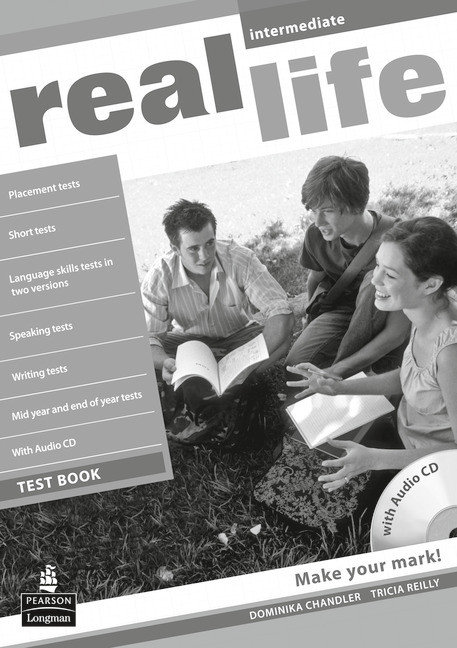 intermediate
real
life
Placement tests
Short tests
Language skills tests in
two versions
Speaking tests
Writing tests
Mid year and end of year tests
With Audio CD
TEST BOOK
with Audio CD
Make your mark!
DOMINIKA CHANDLER TRICIA REILLY
PEARSON
Longman